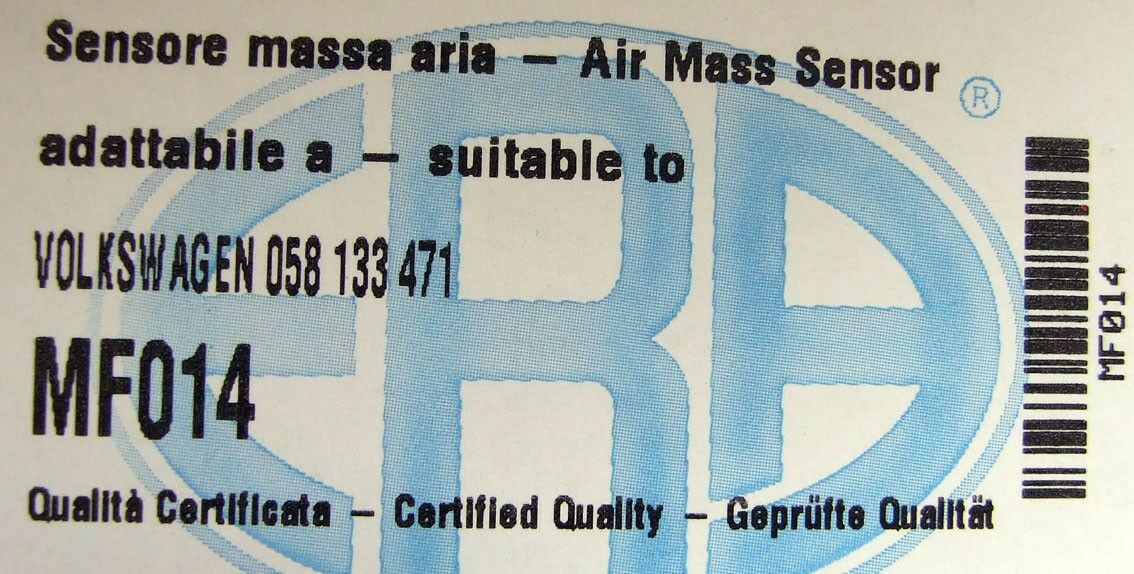 Sensore massa aria – Air Mass Sensor
®
adattabile a – suitable to
VOLKSWAGEN 058 133 471
MF014
Qualità Certificata – Certified Quality – Geprüfte Qualität
ERA
MF014